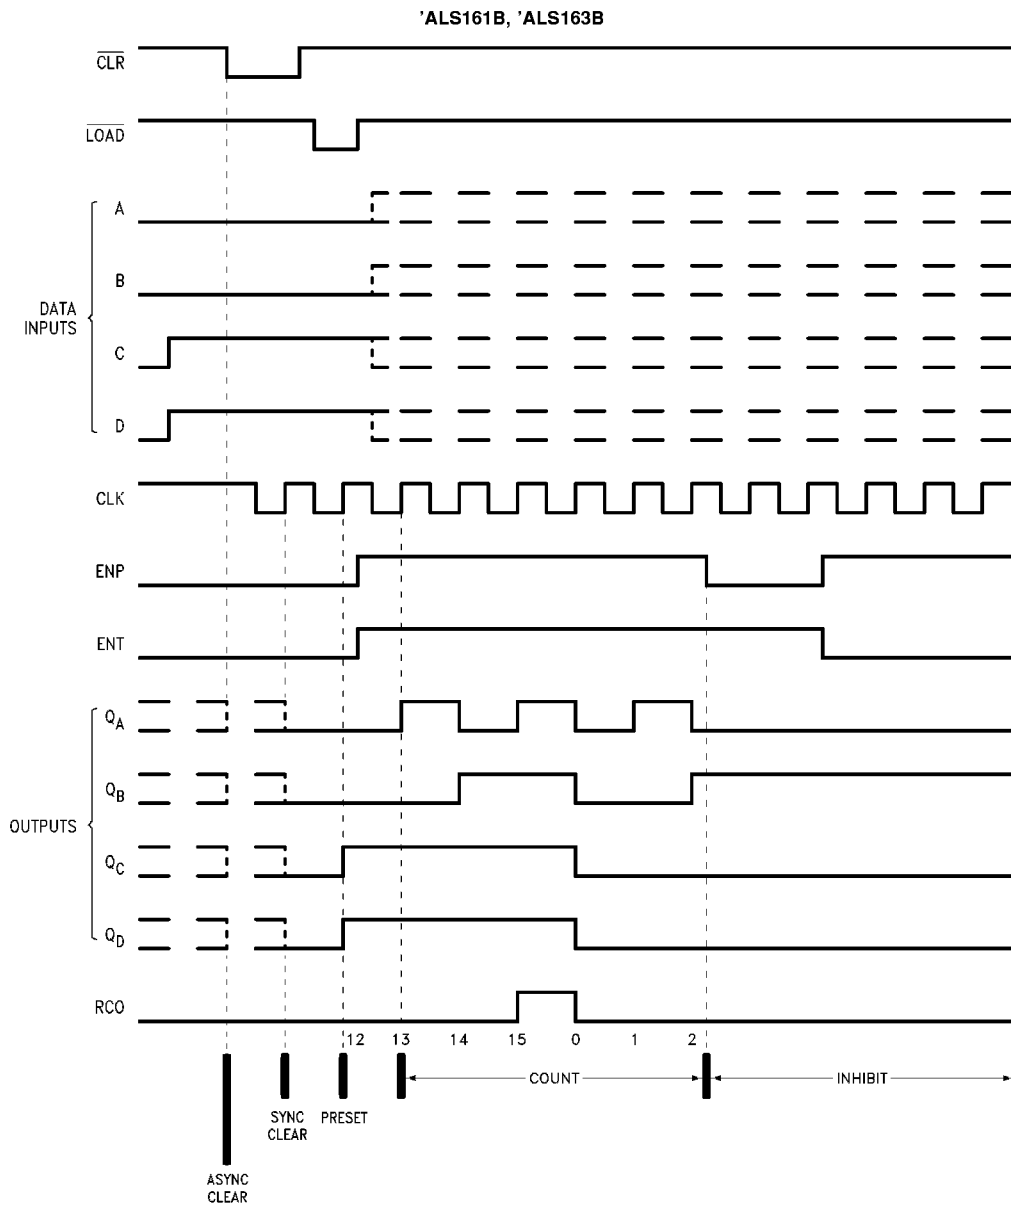 'ALS161B, 'ALS163B
CLR
LOAD
A
B
DATA
INPUTS
C
D
CLK
ENP
ENT
QA
QB
OUTPUTS
QC
QD
RCO
12 13 14 15 0 1 2
COUNT INHIBIT
SYNC
CLEAR
PRESET
ASYNC
CLEAR